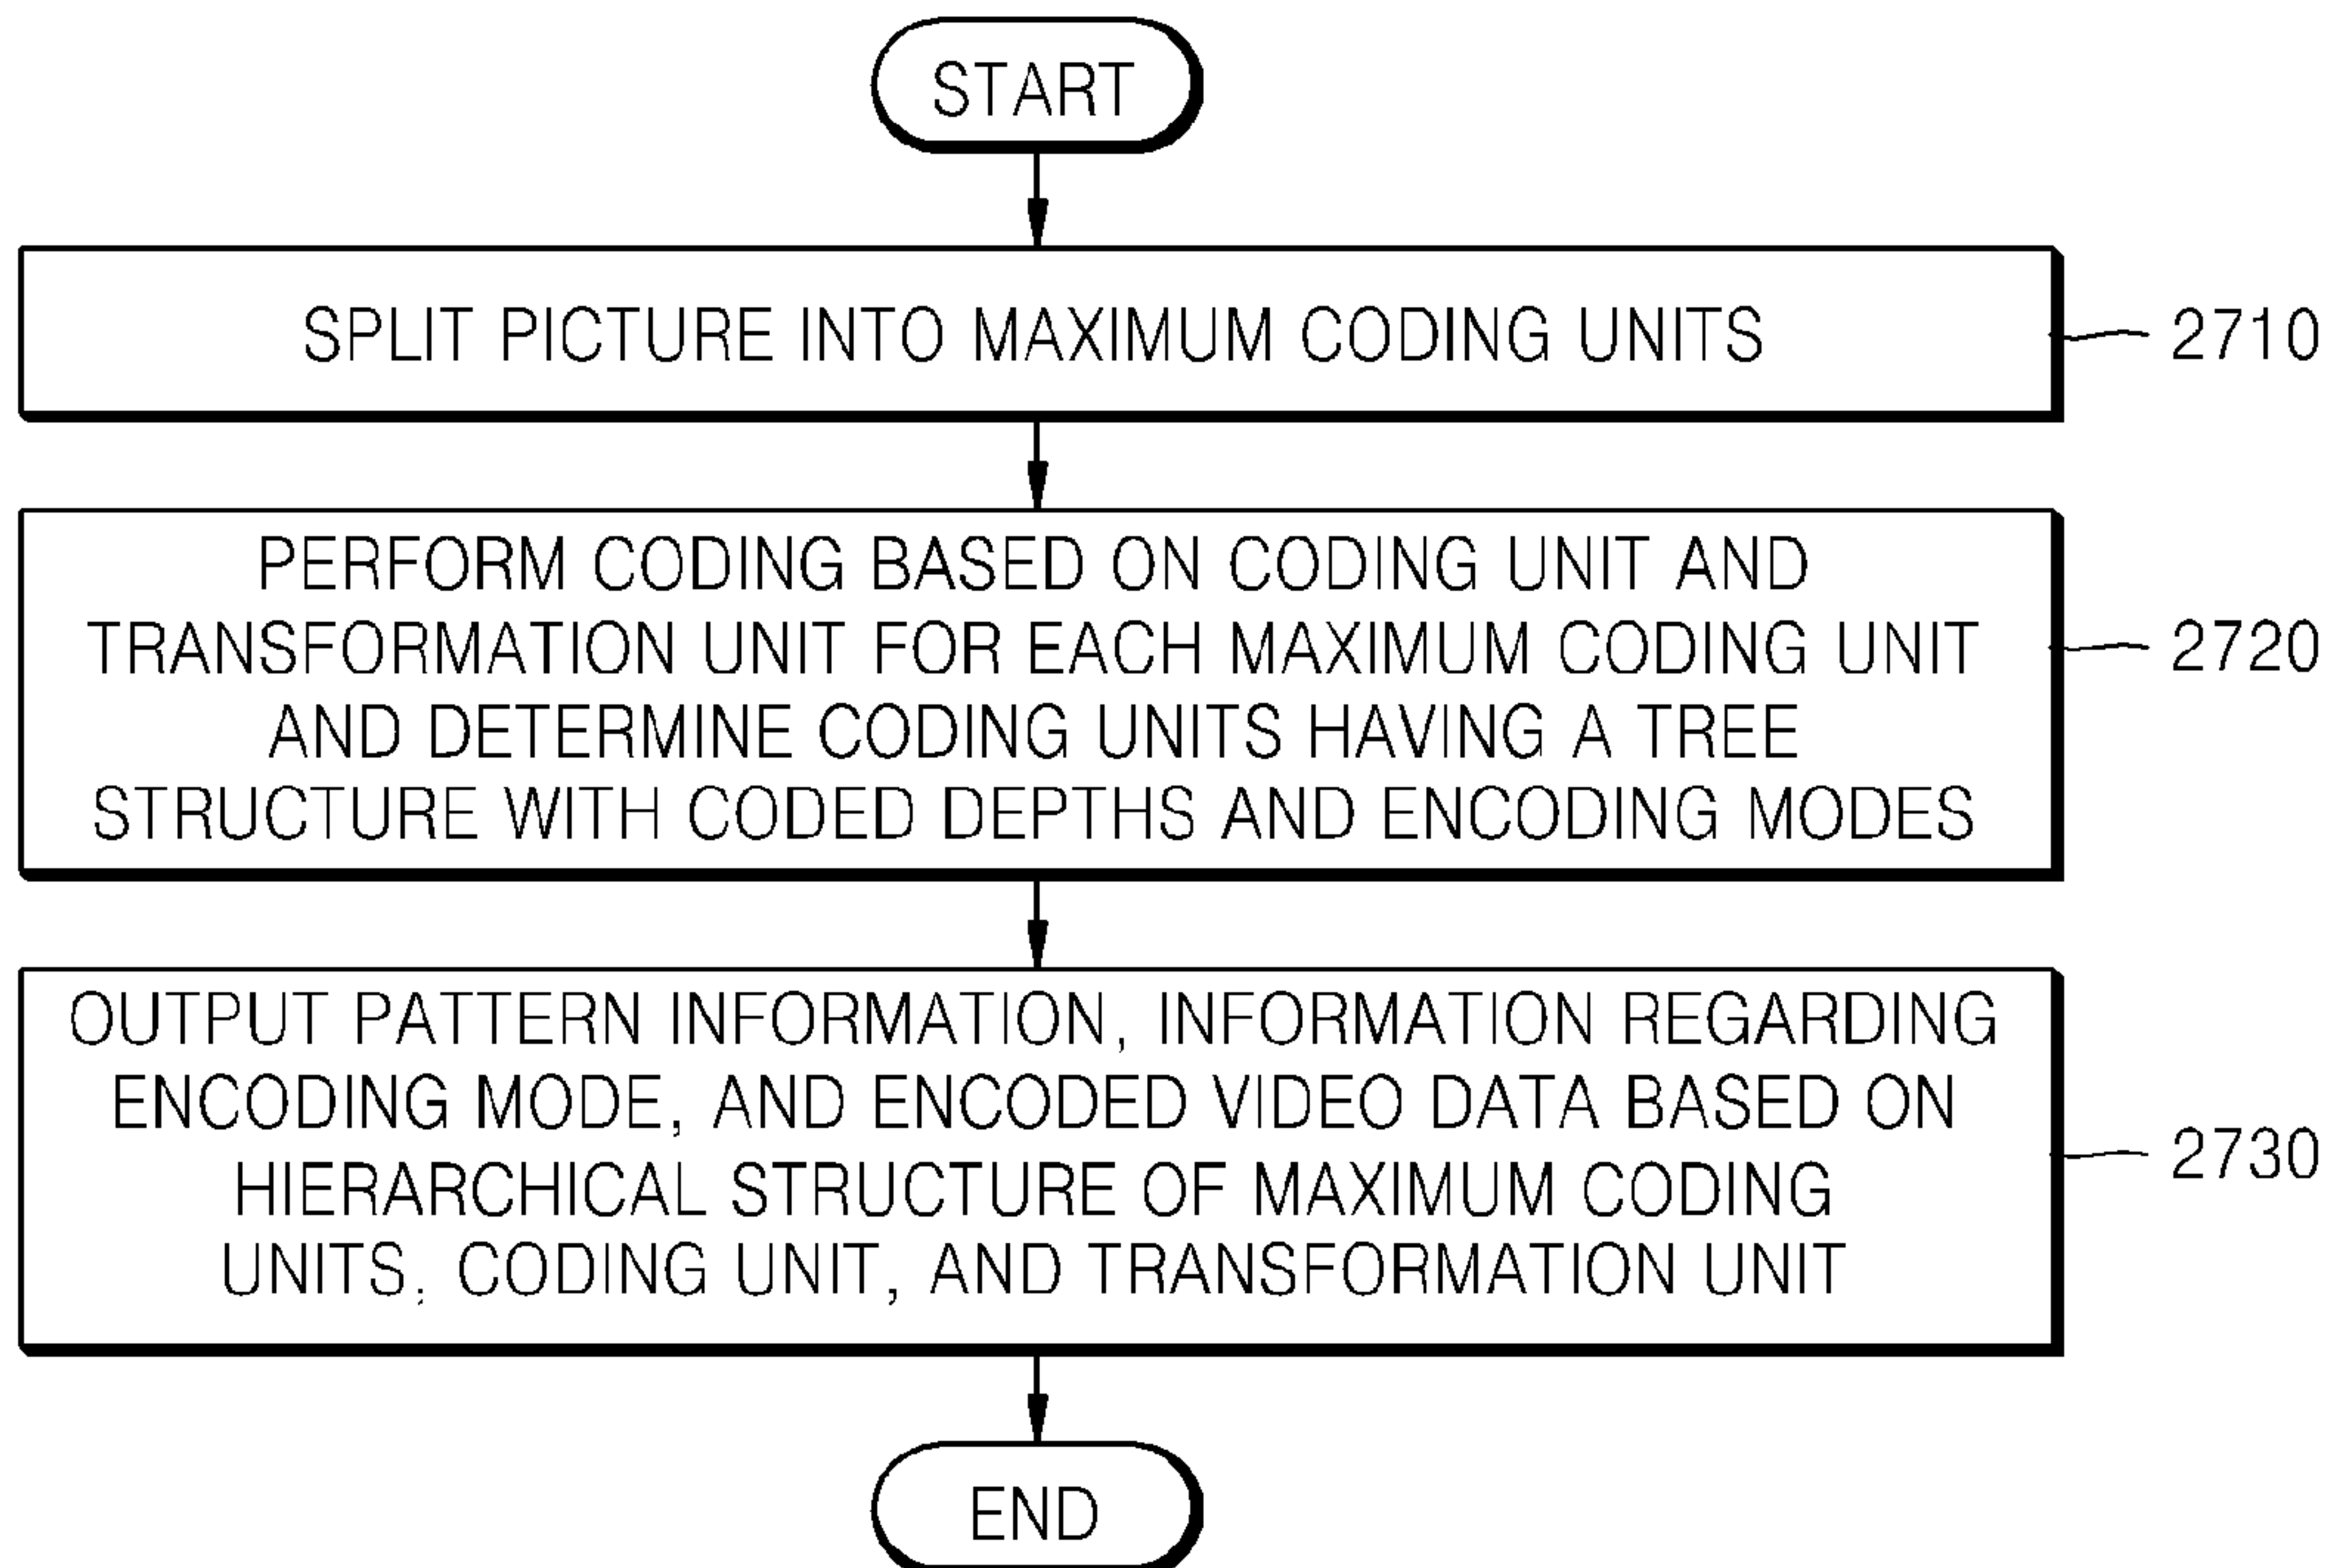 START
SPLIT PICTURE INTO MAXIMUM CODING UNITS
2710
PERFORM CODING BASED ON CODING UNIT AND
TRANSFORMATION UNIT FOR EACH MAXIMUM CODING UNIT
AND DETERMINE CODING UNITS HAVING A TREE
STRUCTURE WITH CODED DEPTHS AND ENCODING MODES
2720
OUTPUT PATTERN INFORMATION, INFORMATION REGARDING
ENCODING MODE, AND ENCODED VIDEO DATA BASED ON
HIERARCHICAL STRUCTURE OF MAXIMUM CODING
UNITS, CODING UNIT, AND TRANSFORMATION UNIT
2730
END